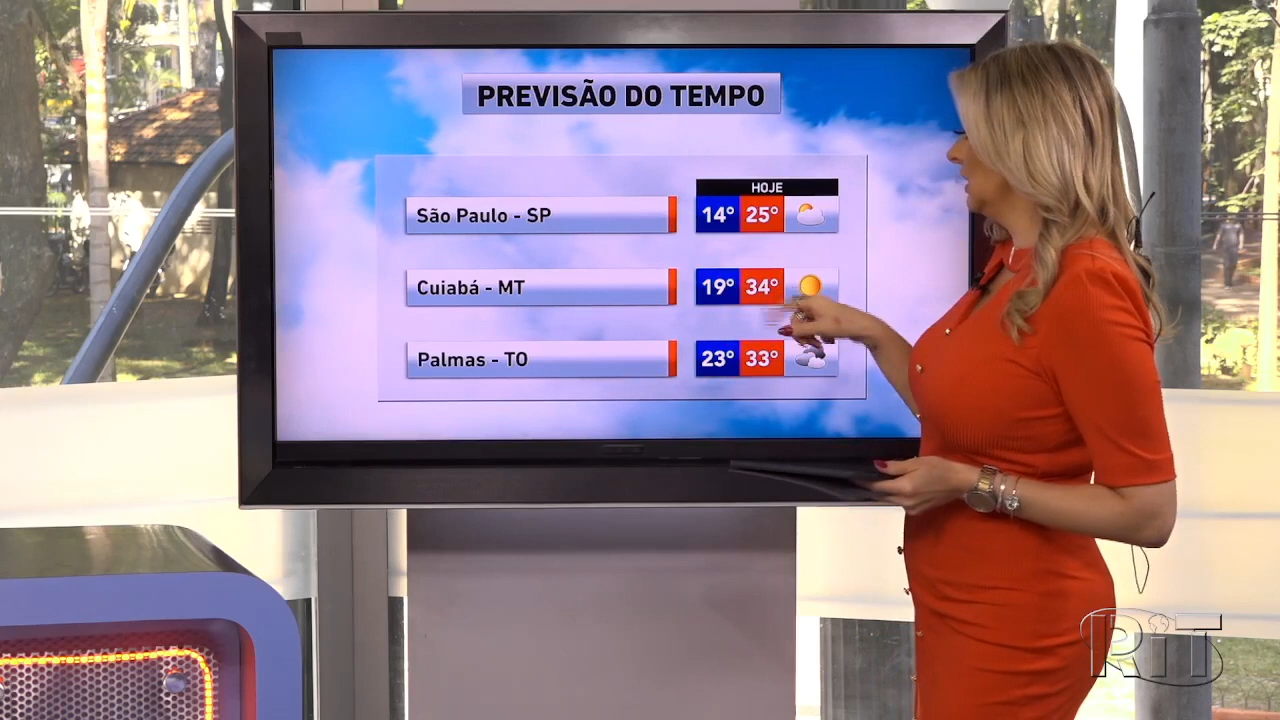 PREVISÃO DO TEMPO
HOJE
São Paulo - SP 14° 25°
Cuiabá - MT 19° 34°
Palmas - TO 23° 33°
RiT